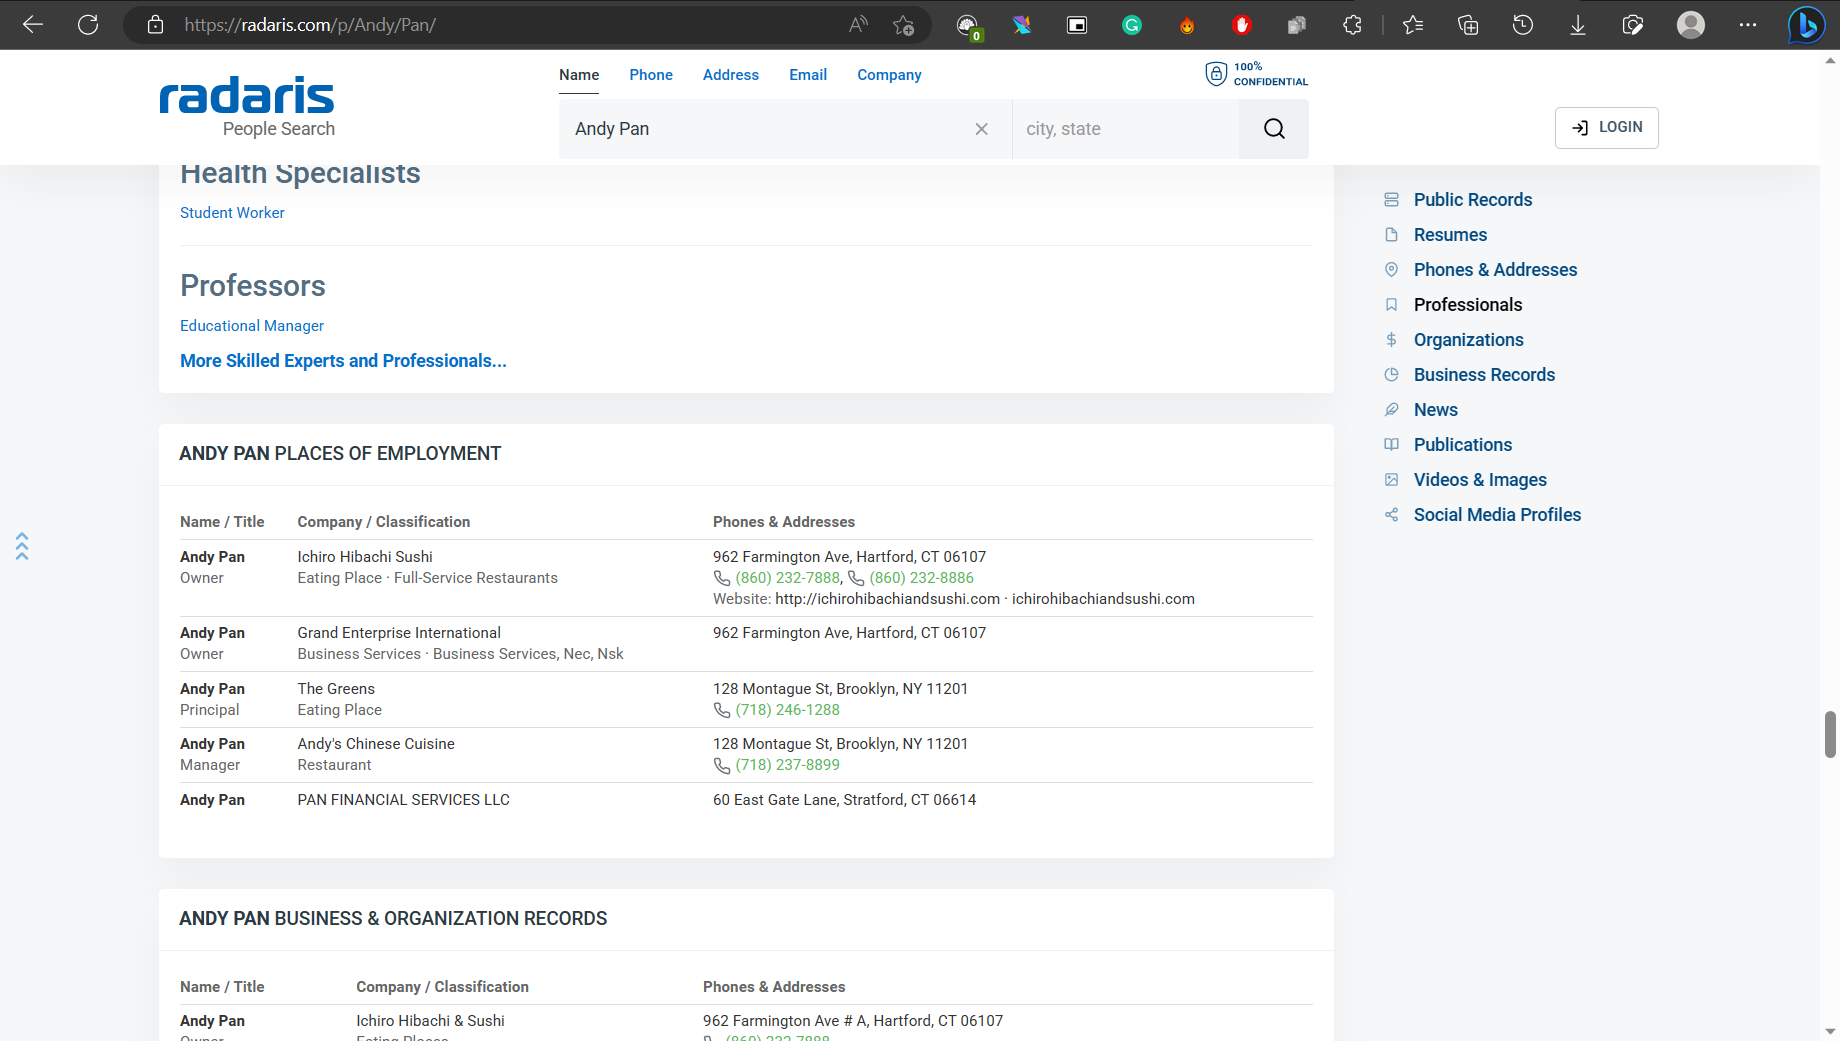 https://radaris.com/p/Andy/Pan/
A
0
G
b
radaris
People Search
Name Phone Address Email Company
100%
CONFIDENTIAL
Andy Pan
city, state
LOGIN
Health Specialists
Student Worker
Professors
Educational Manager
More Skilled Experts and Professionals...
Public Records
Resumes
Phones & Addresses
Professionals
Organizations
Business Records
News
Publications
Videos & Images
Social Media Profiles
ANDY PAN PLACES OF EMPLOYMENT
Name / Title Company / Classification Phones & Addresses
Andy Pan Ichiro Hibachi Sushi 962 Farmington Ave, Hartford, CT 06107
Owner Eating Place · Full-Service Restaurants (860) 232-7888, (860) 232-8886
Website: http://ichirohibachiandsushi.com · ichirohibachiandsushi.com
Andy Pan Grand Enterprise International 962 Farmington Ave, Hartford, CT 06107
Owner Business Services · Business Services, Nec, Nsk
Andy Pan The Greens 128 Montague St, Brooklyn, NY 11201
Principal Eating Place (718) 246-1288
Andy Pan Andy's Chinese Cuisine 128 Montague St, Brooklyn, NY 11201
Manager Restaurant (718) 237-8899
Andy Pan PAN FINANCIAL SERVICES LLC 60 East Gate Lane, Stratford, CT 06614
ANDY PAN BUSINESS & ORGANIZATION RECORDS
Name / Title Company / Classification Phones & Addresses
Andy Pan Ichiro Hibachi & Sushi 962 Farmington Ave # A, Hartford, CT 06107
Owner Eating Places (860) 232-7888